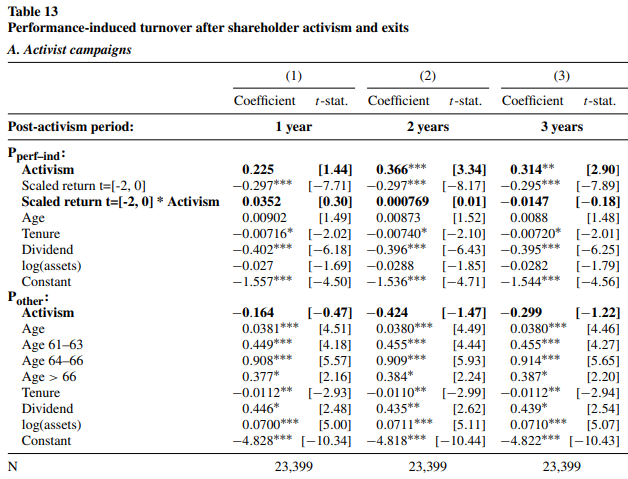 Table 13
Performance-induced turnover after shareholder activism and exits
A. Activist campaigns
(1) (2) (3)
Coefficient t-stat. Coefficient t-stat. Coefficient t-stat.
Post-activism period: 1 year 2 years 3 years
Pperf–ind:
Activism 0.225 [1.44] 0.366*** [3.34] 0.314** [2.90]
Scaled return t=[-2, 0] −0.297*** [−7.71] −0.297*** [−8.17] −0.295*** [−7.89]
Scaled return t=[-2, 0] * Activism 0.0352 [0.30] 0.000769 [0.01] −0.0147 [−0.18]
Age 0.00902 [1.49] 0.00873 [1.52] 0.0088 [1.48]
Tenure −0.00716* [−2.02] −0.00740* [−2.10] −0.00720* [−2.01]
Dividend −0.402*** [−6.18] −0.396*** [−6.43] −0.395*** [−6.25]
log(assets) −0.027 [−1.69] −0.0288 [−1.85] −0.0282 [−1.79]
Constant −1.557*** [−4.50] −1.536*** [−4.71] −1.544*** [−4.56]
Pother:
Activism −0.164 [−0.47] −0.424 [−1.47] −0.299 [−1.22]
Age 0.0381*** [4.51] 0.0380*** [4.49] 0.0380*** [4.46]
Age 61–63 0.449*** [4.18] 0.455*** [4.44] 0.455*** [4.27]
Age 64–66 0.908*** [5.57] 0.909*** [5.93] 0.914*** [5.65]
Age > 66 0.377* [2.16] 0.384* [2.24] 0.387* [2.20]
Tenure −0.0112** [−2.93] −0.0110** [−2.99] −0.0112** [−2.94]
Dividend 0.446* [2.48] 0.435** [2.62] 0.439* [2.54]
log(assets) 0.0700*** [5.00] 0.0711*** [5.11] 0.0710*** [5.07]
Constant −4.828*** [−10.34] −4.818*** [−10.44] −4.822*** [−10.43]
N 23,399 23,399 23,399